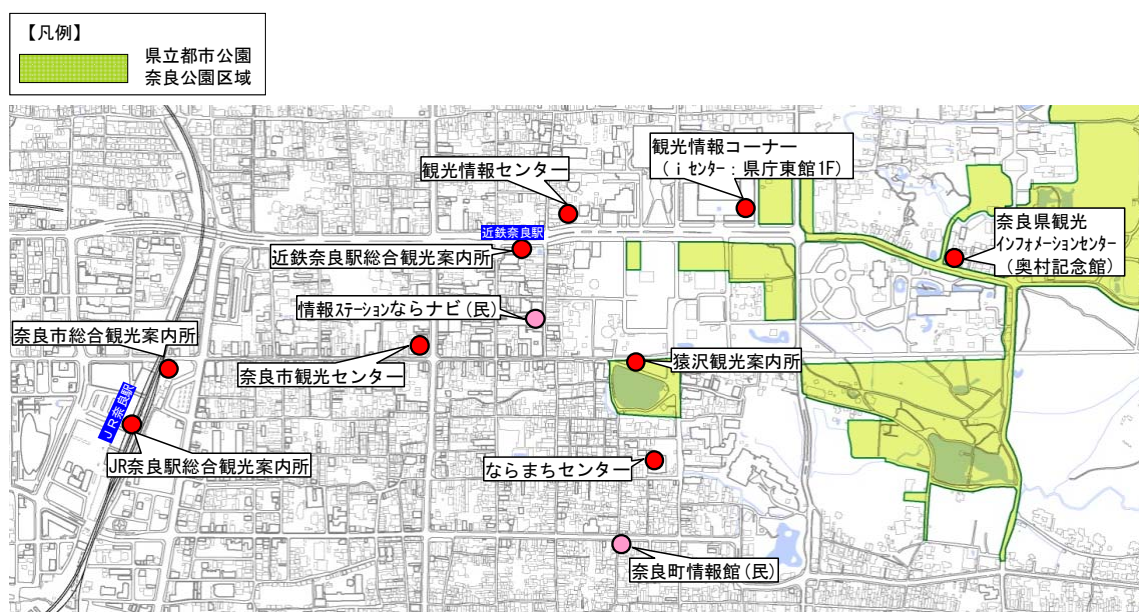 【凡例】
県立都市公園
奈良公園区域
観光情報センター
観光情報コーナー
（ｉセンター：県庁東館1F）
近鉄奈良駅
近鉄奈良駅総合観光案内所
奈良県観光
インフォメーションセンター
（奥村記念館）
情報ステーションならナビ（民）
奈良市総合観光案内所
奈良市観光センター
猿沢観光案内所
ＪＲ奈良駅
JR奈良駅総合観光案内所
ならまちセンター
奈良町情報館（民）